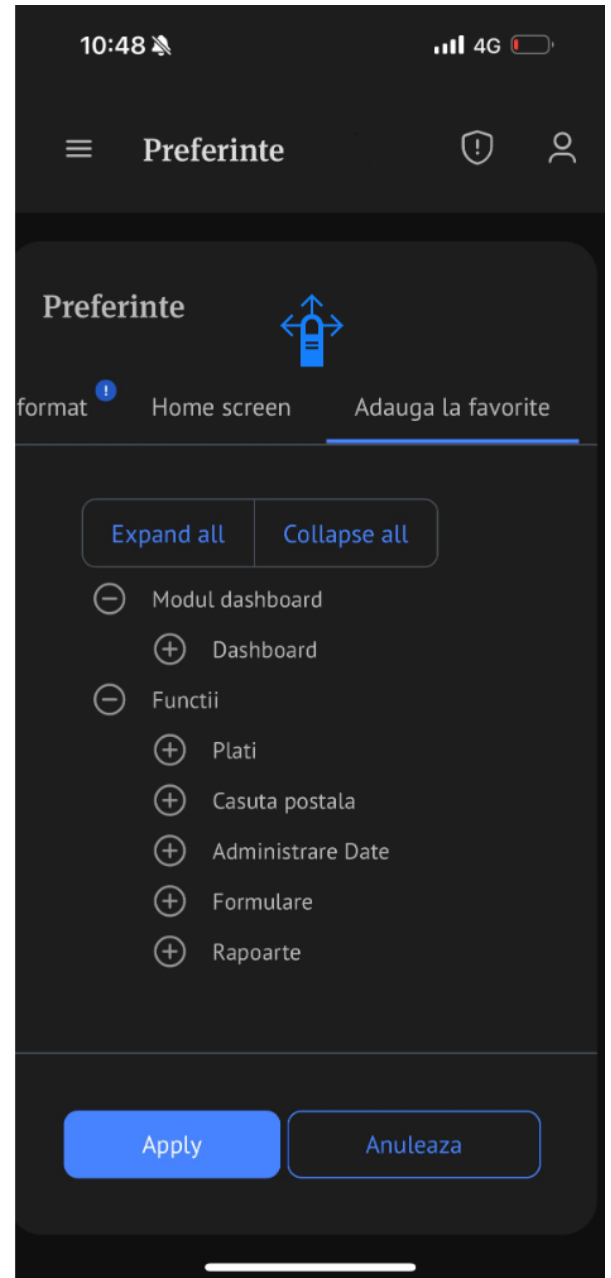 10:48 4G
Preferinte
Preferinte
format Home screen Adauga la favorite
Expand all Collapse all
Modul dashboard
Dashboard
Functii
Plati
Casuta postala
Administrare Date
Formulare
Rapoarte
Apply Anuleaza